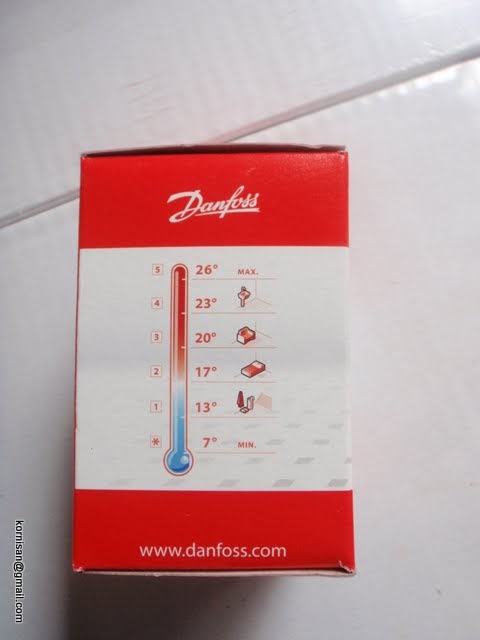 Danfoss
5 26° MAX.
4 23°
3 20°
2 17°
1 13°
* 7° MIN.
www.danfoss.com
kornisan@gmail.com